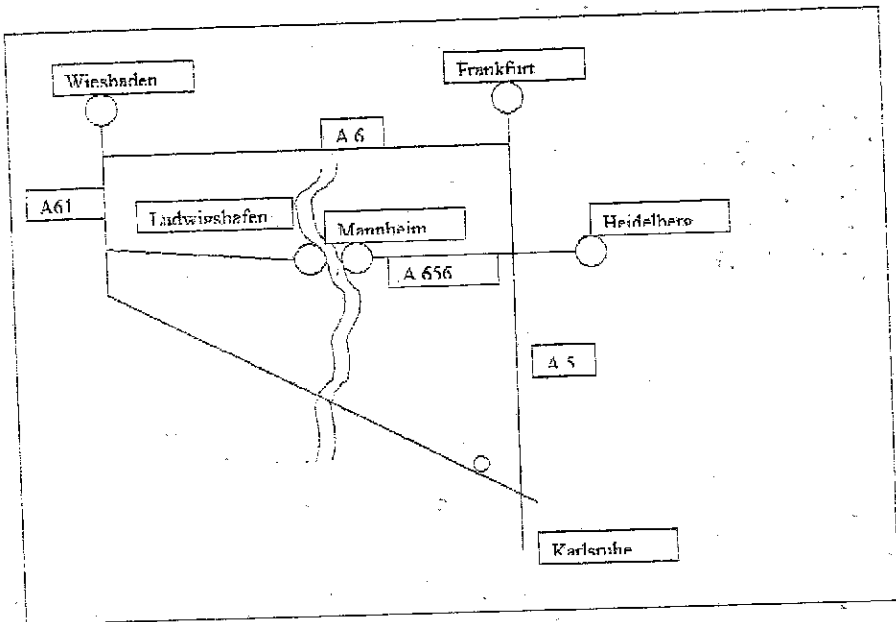 Wiesbaden
Frankfurt
A 6
A61
Ludwigshafen
Mannheim
Heidelberg
A 656
A 5
Karlsruhe